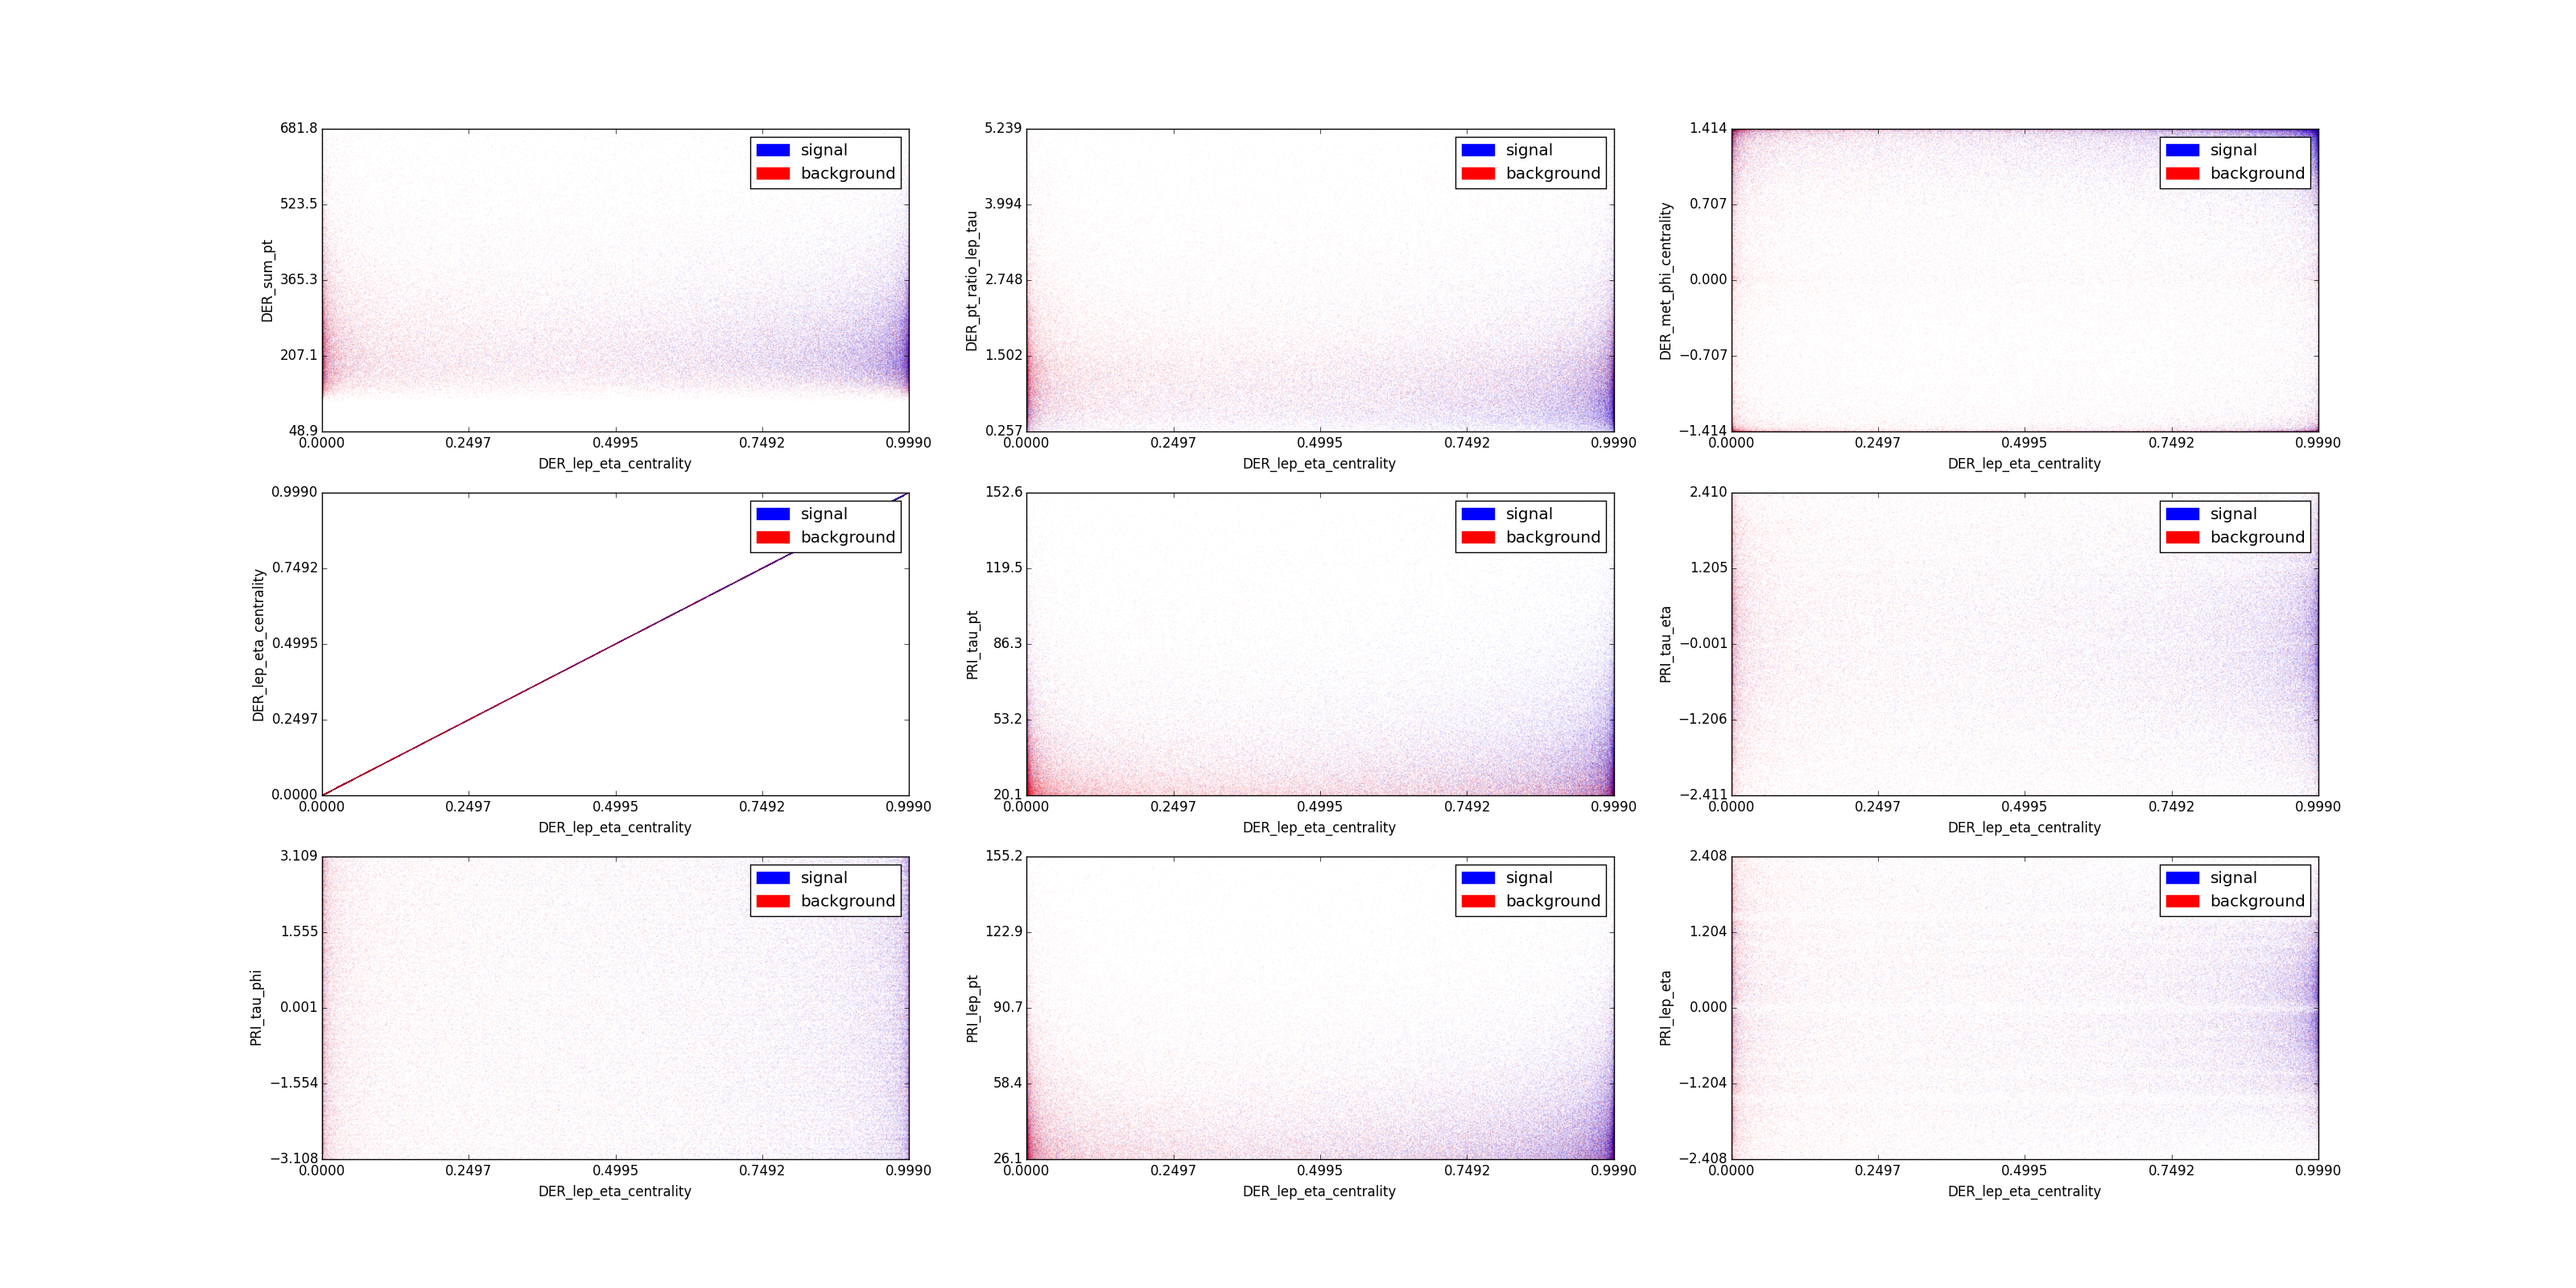 681.8
523.5
365.3
207.1
48.9
DER_sum_pt
0.0000 0.2497 0.4995 0.7492 0.9990
DER_lep_eta_centrality
signal
background
5.239
3.994
2.748
1.502
0.257
DER_pt_ratio_lep_tau
0.0000 0.2497 0.4995 0.7492 0.9990
DER_lep_eta_centrality
signal
background
1.414
0.707
0.000
−0.707
−1.414
DER_met_phi_centrality
0.0000 0.2497 0.4995 0.7492 0.9990
DER_lep_eta_centrality
signal
background
0.9990
0.7492
0.4995
0.2497
0.0000
DER_lep_eta_centrality
0.0000 0.2497 0.4995 0.7492 0.9990
DER_lep_eta_centrality
signal
background
152.6
119.5
86.3
53.2
20.1
PRI_tau_pt
0.0000 0.2497 0.4995 0.7492 0.9990
DER_lep_eta_centrality
signal
background
2.410
1.205
−0.001
−1.206
−2.411
PRI_tau_eta
0.0000 0.2497 0.4995 0.7492 0.9990
DER_lep_eta_centrality
signal
background
3.109
1.555
0.001
−1.554
−3.108
PRI_tau_phi
0.0000 0.2497 0.4995 0.7492 0.9990
DER_lep_eta_centrality
signal
background
155.2
122.9
90.7
58.4
26.1
PRI_lep_pt
0.0000 0.2497 0.4995 0.7492 0.9990
DER_lep_eta_centrality
signal
background
2.408
1.204
0.000
−1.204
−2.408
PRI_lep_eta
0.0000 0.2497 0.4995 0.7492 0.9990
DER_lep_eta_centrality
signal
background